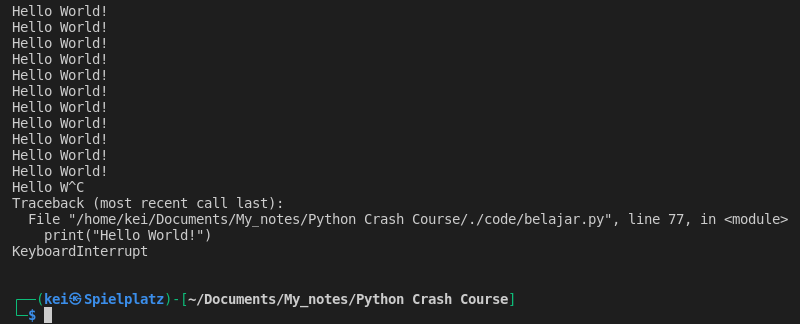 Hello World!
Hello World!
Hello World!
Hello World!
Hello World!
Hello World!
Hello World!
Hello World!
Hello World!
Hello World!
Hello World!
Hello W^C
Traceback (most recent call last):
  File "/home/kei/Documents/My_notes/Python Crash Course/./code/belajar.py", line 77, in <module>
    print("Hello World!")
KeyboardInterrupt
┌──(kei㉿Spielplatz)-[~/Documents/My_notes/Python Crash Course]
└─$